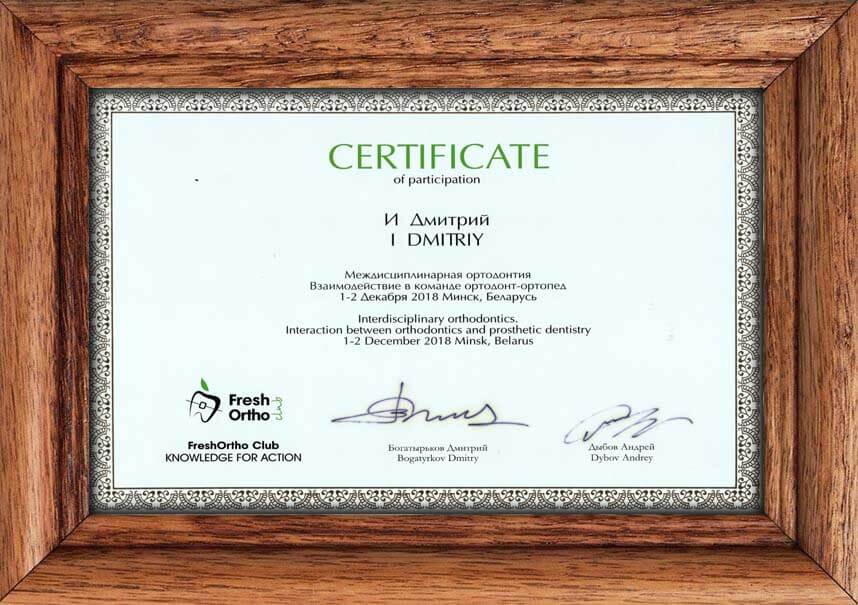 CERTIFICATE
of participation
И Дмитрий
I DMITRIY
Междисциплинарная ортодонтия
Взаимодействие в команде ортодонт-ортопед
1-2 Декабря 2018 Минск, Беларусь
Interdisciplinary orthodontics.
Interaction between orthodontics and prosthetic dentistry
1-2 December 2018 Minsk, Belarus
Fresh
Ortho club
FreshOrtho Club
KNOWLEDGE FOR ACTION
Богатырьков Дмитрий
Bogatyrkov Dmitry
Дыбов Андрей
Dybov Andrey